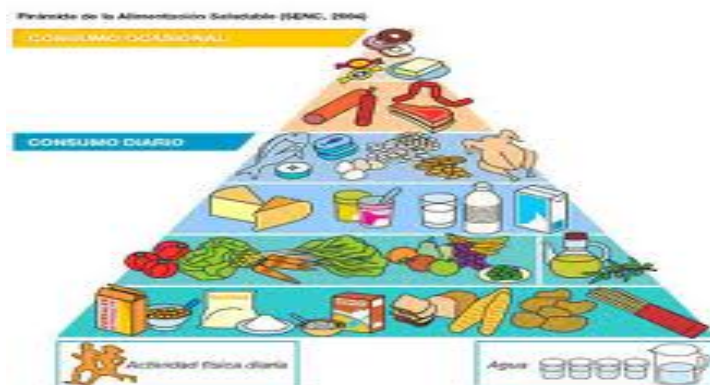 Pirámide de la Alimentación Saludable (SENC, 2004)
CONSUMO OCASIONAL
CONSUMO DIARIO
Actividad física diaria
Agua